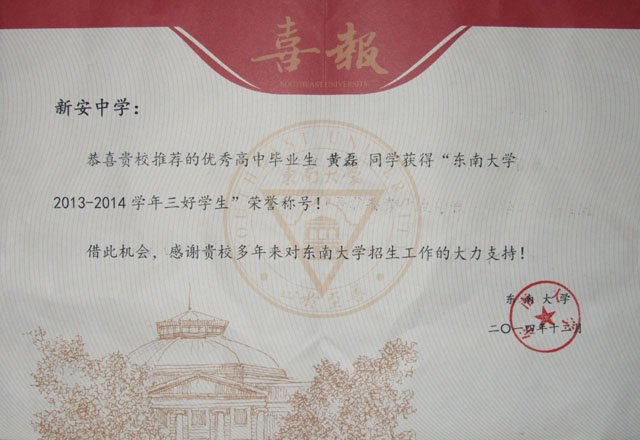 喜报
SOUTHEAST UNIVERSITY
新安中学：
恭喜贵校推荐的优秀高中毕业生 黄磊 同学获得“东南大学
2013-2014学年三好学生”荣誉称号！
借此机会，感谢贵校多年来对东南大学招生工作的大力支持！
东南大学
二〇一四年十二月